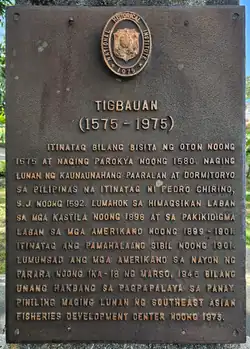 NATIONAL HISTORICAL INSTITUTE
TIGBAUAN
(1575 - 1975)
ITINATAG BILANG BISITA NG OTON NOONG
1575 AT NAGING PAROKYA NOONG 1580. NAGING
LUNAN NG KAUNAUNAHANG PAARALAN AT DORMITORYO
SA PILIPINAS NA ITINATAG NI PEDRO CHIRINO,
S.J. NOONG 1592. LUMAHOK SA HIMAGSIKAN LABAN
SA MGA KASTILA NOONG 1898 AT SA PAKIKIDIGMA
LABAN SA MGA AMERIKANO NOONG 1899-1901.
ITINATAG ANG PAMAHALAANG SIBIL NOONG 1901.
LUMUNSAD ANG MGA AMERIKANO SA NAYON NG
PARARA NOONG IKA-18 NG MARSO, 1945 BILANG
UNANG HAKBANG SA PAGPAPALAYA SA PANAY.
PINILING MAGING LUNAN NG SOUTHEAST ASIAN
FISHERIES DEVELOPMENT CENTER NOONG 1973.